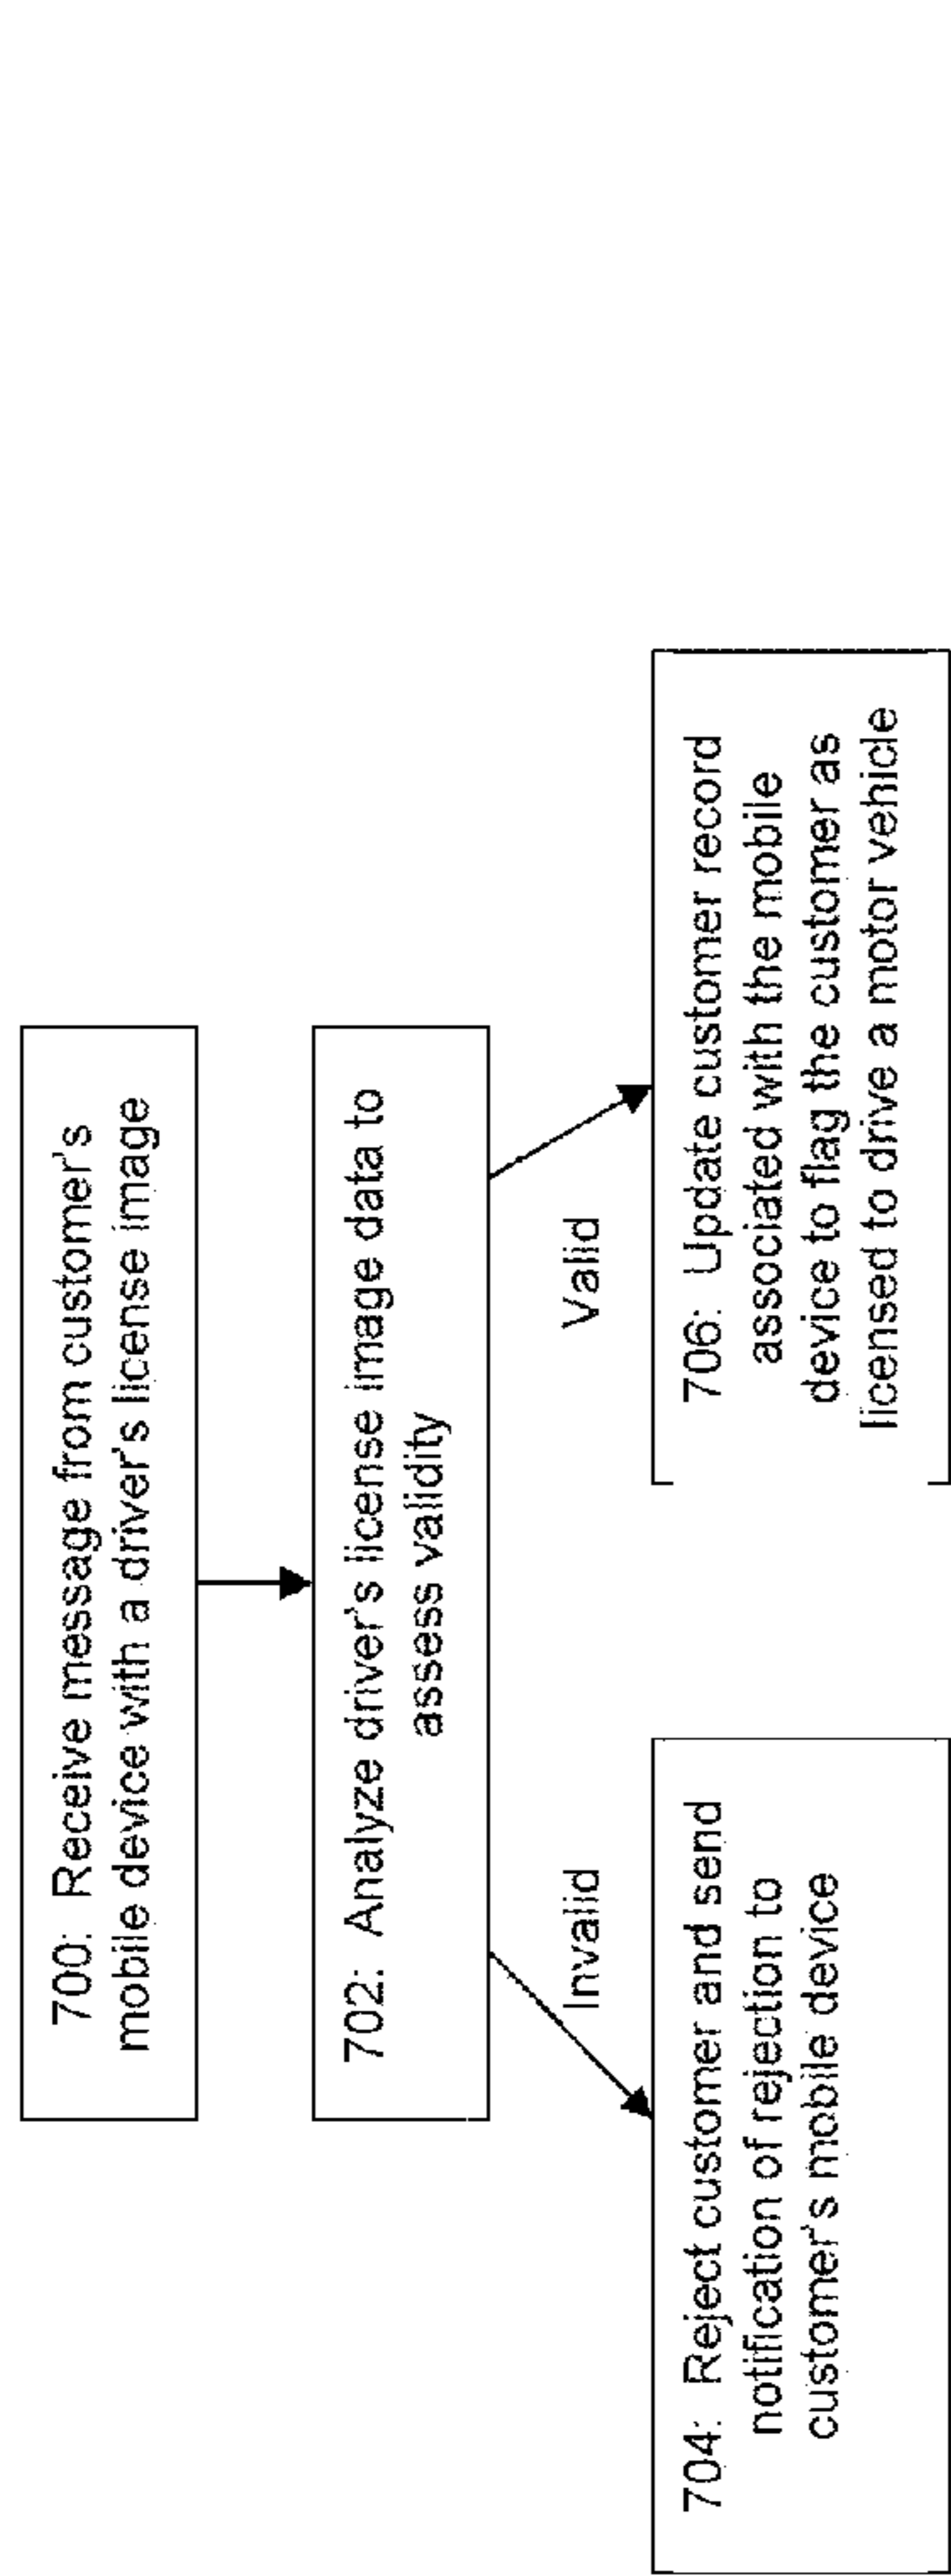 700: Receive message from customer's
mobile device with a driver's license image
702: Analyze driver's license image data to
assess validity
Invalid
Valid
704: Reject customer and send
notification of rejection to
customer's mobile device
706: Update customer record
associated with the mobile
device to flag the customer as
licensed to drive a motor vehicle